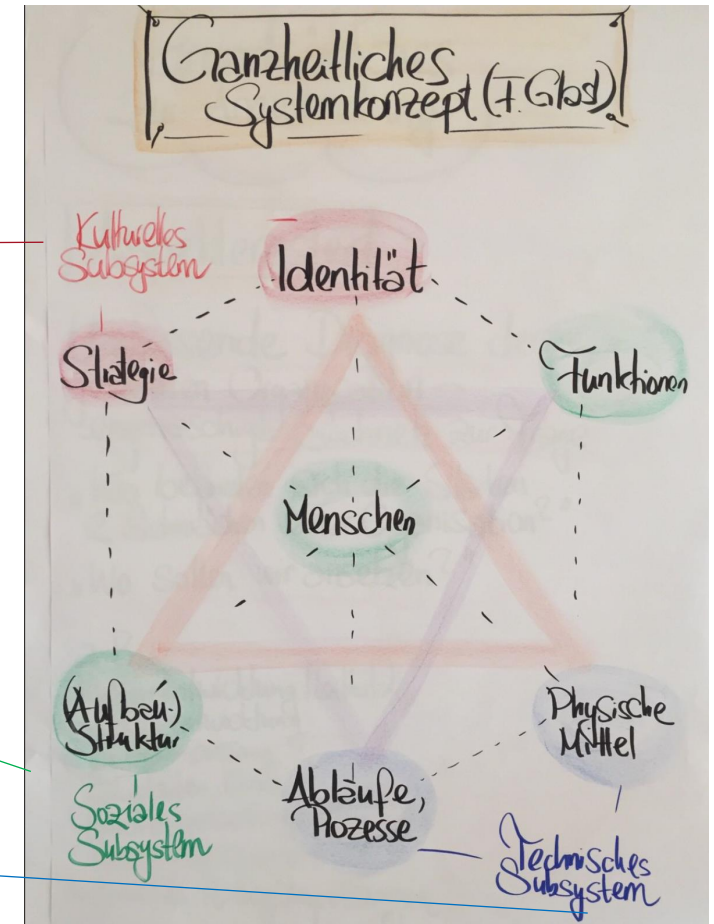 Ganzheitliches
Systemkonzept (F. Glasl)
Kulturelles
Subsystem
Identität
Strategie
Funktionen
Menschen
(Aufbau-)
Struktur
Physische
Mittel
Abläufe,
Prozesse
Soziales
Subsystem
Technisches
Subsystem